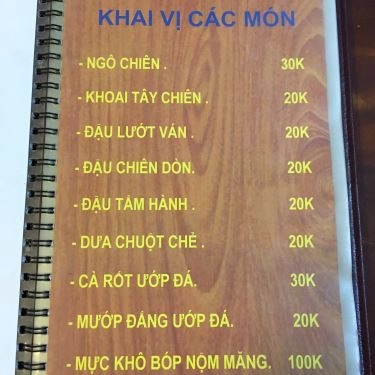 KHAI VỊ CÁC MÓN
- NGÔ CHIÊN . 30K
- KHOAI TÂY CHIÊN . 20K
- ĐẬU LƯỚT VÁN . 20K
- ĐẬU CHIÊN DÒN. 20K
- ĐẬU TẨM HÀNH . 20K
- DƯA CHUỘT CHẺ . 20K
- CÀ RỐT ƯỚP ĐÁ. 30K
- MƯỚP ĐẮNG ƯỚP ĐÁ. 20K
- MỰC KHÔ BÓP NỘM MĂNG. 100K